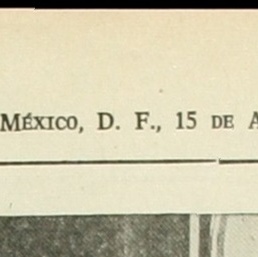 MÉXICO, D. F., 15 DE A